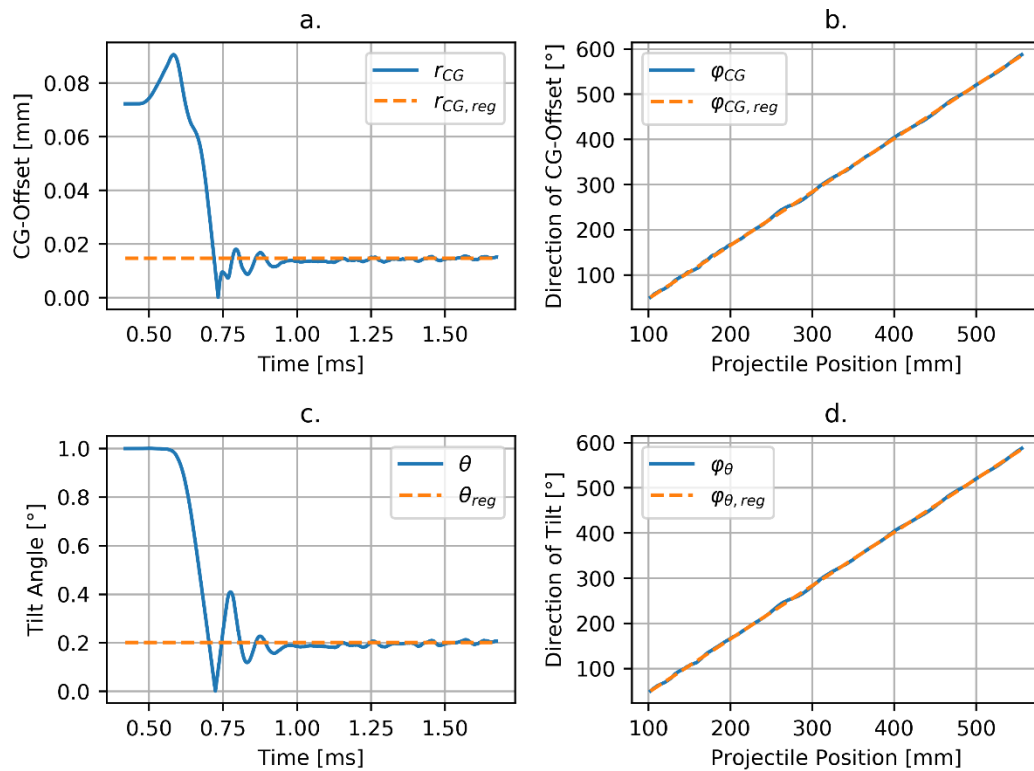 a.
CG-Offset [mm]
0.08
0.06
0.04
0.02
0.00
r_CG
r_CG, reg
0.50 0.75 1.00 1.25 1.50
Time [ms]
b.
Direction of CG-Offset [°]
600
500
400
300
200
100
φ_CG
φ_CG, reg
100 200 300 400 500
Projectile Position [mm]
c.
Tilt Angle [°]
1.0
0.8
0.6
0.4
0.2
0.0
θ
θ_reg
0.50 0.75 1.00 1.25 1.50
Time [ms]
d.
Direction of Tilt [°]
600
500
400
300
200
100
φ_θ
φ_θ, reg
100 200 300 400 500
Projectile Position [mm]